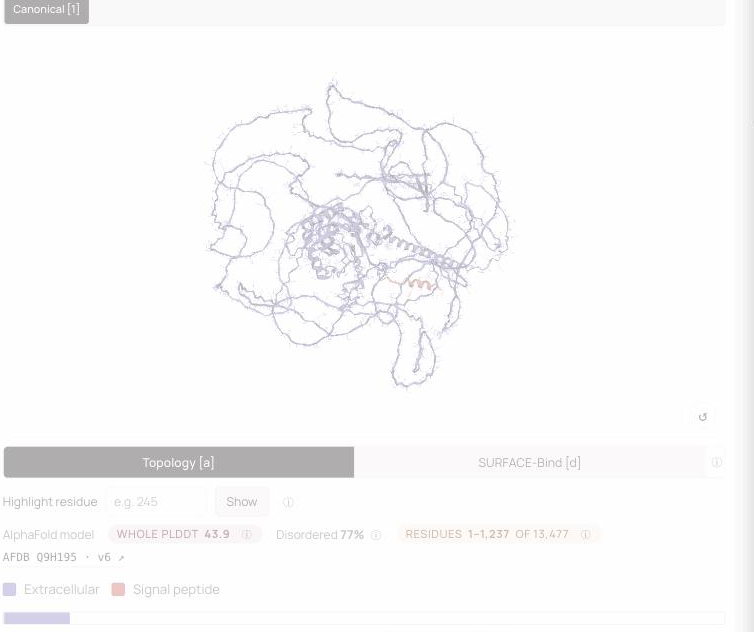 Canonical [1]
↺
Topology [a] SURFACE-Bind [d] ⓘ
Highlight residue e.g. 245 Show ⓘ
AlphaFold model WHOLE PLDDT 43.9 ⓘ Disordered 77% ⓘ RESIDUES 1–1,237 OF 13,477 ⓘ
AFDB Q9H195 · v6 ↗
Extracellular Signal peptide